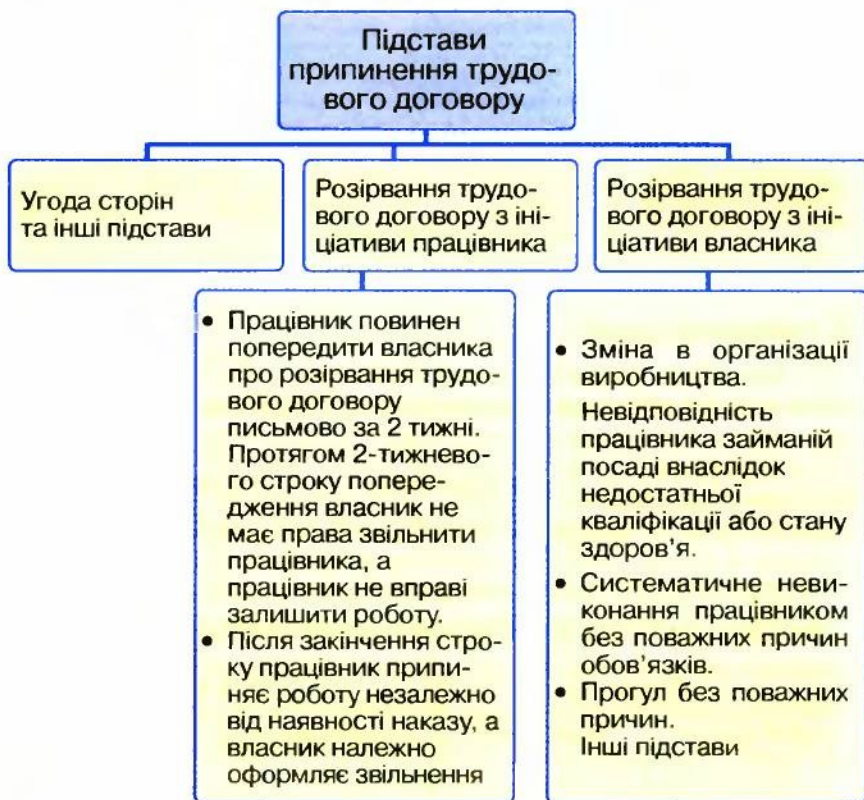 Підстави
припинення трудо-
вого договору
Угода сторін
та інші підстави
Розірвання трудо-
вого договору з іні-
ціативи працівника
Розірвання трудо-
вого договору з іні-
ціативи власника
• Працівник повинен
попередити власника
про розірвання трудо-
вого договору
письмово за 2 тижні.
Протягом 2-тижнево-
го строку попере-
дження власник не
має права звільнити
працівника, а
працівник не вправі
залишити роботу.
• Після закінчення стро-
ку працівник припи-
няє роботу незалежно
від наявності наказу, а
власник належно
оформляє звільнення
• Зміна в організації
виробництва.
Невідповідність
працівника займаній
посаді внаслідок
недостатньої
кваліфікації або стану
здоров’я.
• Систематичне неви-
конання працівником
без поважних причин
обов’язків.
• Прогул без поважних
причин.
Інші підстави